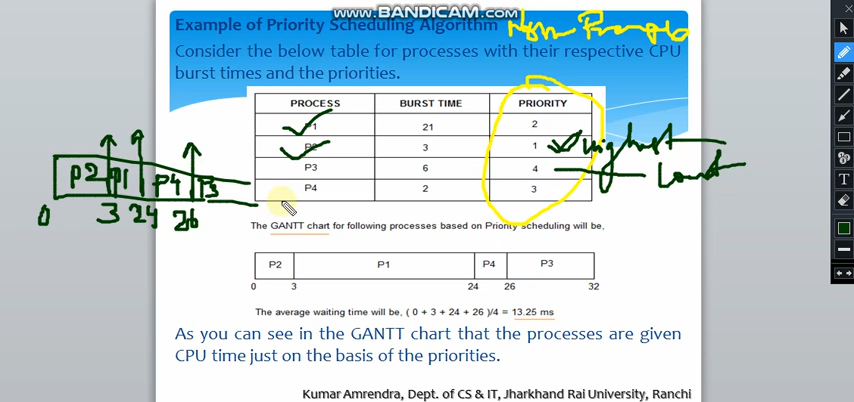 www.BANDICAM.com
Example of Priority Scheduling Algorithm Non
Consider the below table for processes with their respective CPU
burst times and the priorities.
PROCESS BURST TIME PRIORITY
P1 21 2
P2 3 1
P3 6 4
P4 2 3
highest
P2 P1 P4 P3
0 3 24 26
The GANTT chart for following processes based on Priority scheduling will be,
P2 P1 P4 P3
0 3 24 26 32
The average waiting time will be, ( 0 + 3 + 24 + 26 )/4 = 13.25 ms
As you can see in the GANTT chart that the processes are given
CPU time just on the basis of the priorities.
Kumar Amrendra, Dept. of CS & IT, Jharkhand Rai University, Ranchi
T